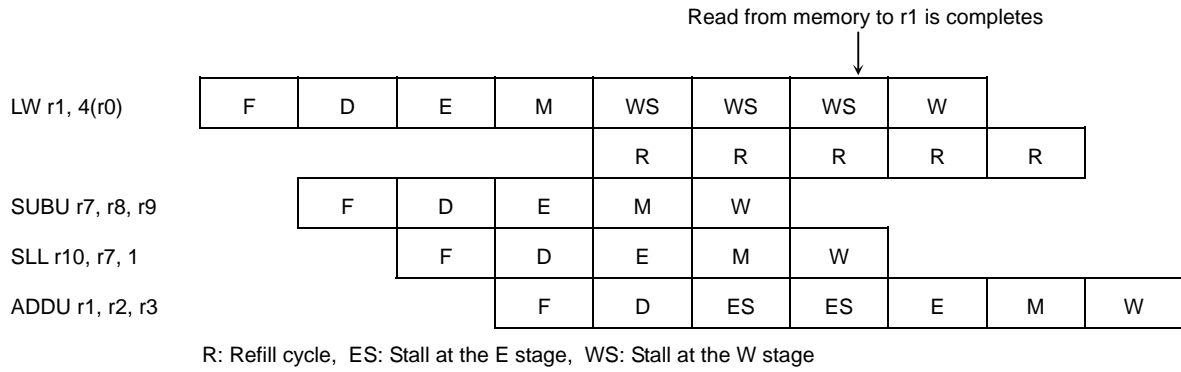 Read from memory to r1 is completes
LW r1, 4(r0) F D E M WS WS WS W
R R R R R
SUBU r7, r8, r9 F D E M W
SLL r10, r7, 1 F D E M W
ADDU r1, r2, r3 F D ES ES E M W
R: Refill cycle, ES: Stall at the E stage, WS: Stall at the W stage